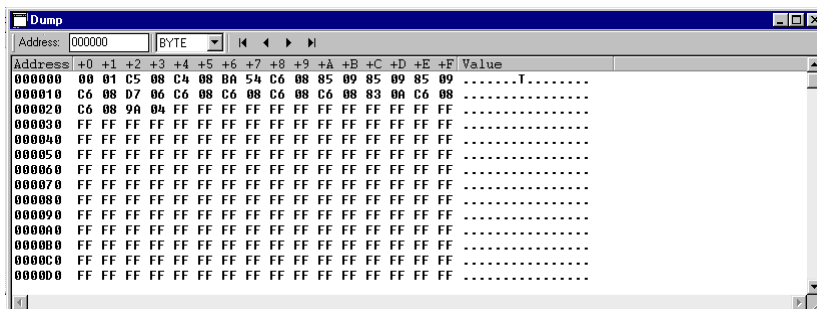 Dump
Address: 000000 BYTE
Address +0 +1 +2 +3 +4 +5 +6 +7 +8 +9 +A +B +C +D +E +F Value
000000 00 01 C5 08 C4 08 BA 54 C6 08 85 09 85 09 85 09 .......T........
000010 C6 08 D7 06 C6 08 C6 08 C6 08 C6 08 83 0A C6 08 ................
000020 C6 08 9A 04 FF FF FF FF FF FF FF FF FF FF FF FF ................
000030 FF FF FF FF FF FF FF FF FF FF FF FF FF FF FF FF ................
000040 FF FF FF FF FF FF FF FF FF FF FF FF FF FF FF FF ................
000050 FF FF FF FF FF FF FF FF FF FF FF FF FF FF FF FF ................
000060 FF FF FF FF FF FF FF FF FF FF FF FF FF FF FF FF ................
000070 FF FF FF FF FF FF FF FF FF FF FF FF FF FF FF FF ................
000080 FF FF FF FF FF FF FF FF FF FF FF FF FF FF FF FF ................
000090 FF FF FF FF FF FF FF FF FF FF FF FF FF FF FF FF ................
0000A0 FF FF FF FF FF FF FF FF FF FF FF FF FF FF FF FF ................
0000B0 FF FF FF FF FF FF FF FF FF FF FF FF FF FF FF FF ................
0000C0 FF FF FF FF FF FF FF FF FF FF FF FF FF FF FF FF ................
0000D0 FF FF FF FF FF FF FF FF FF FF FF FF FF FF FF FF ................